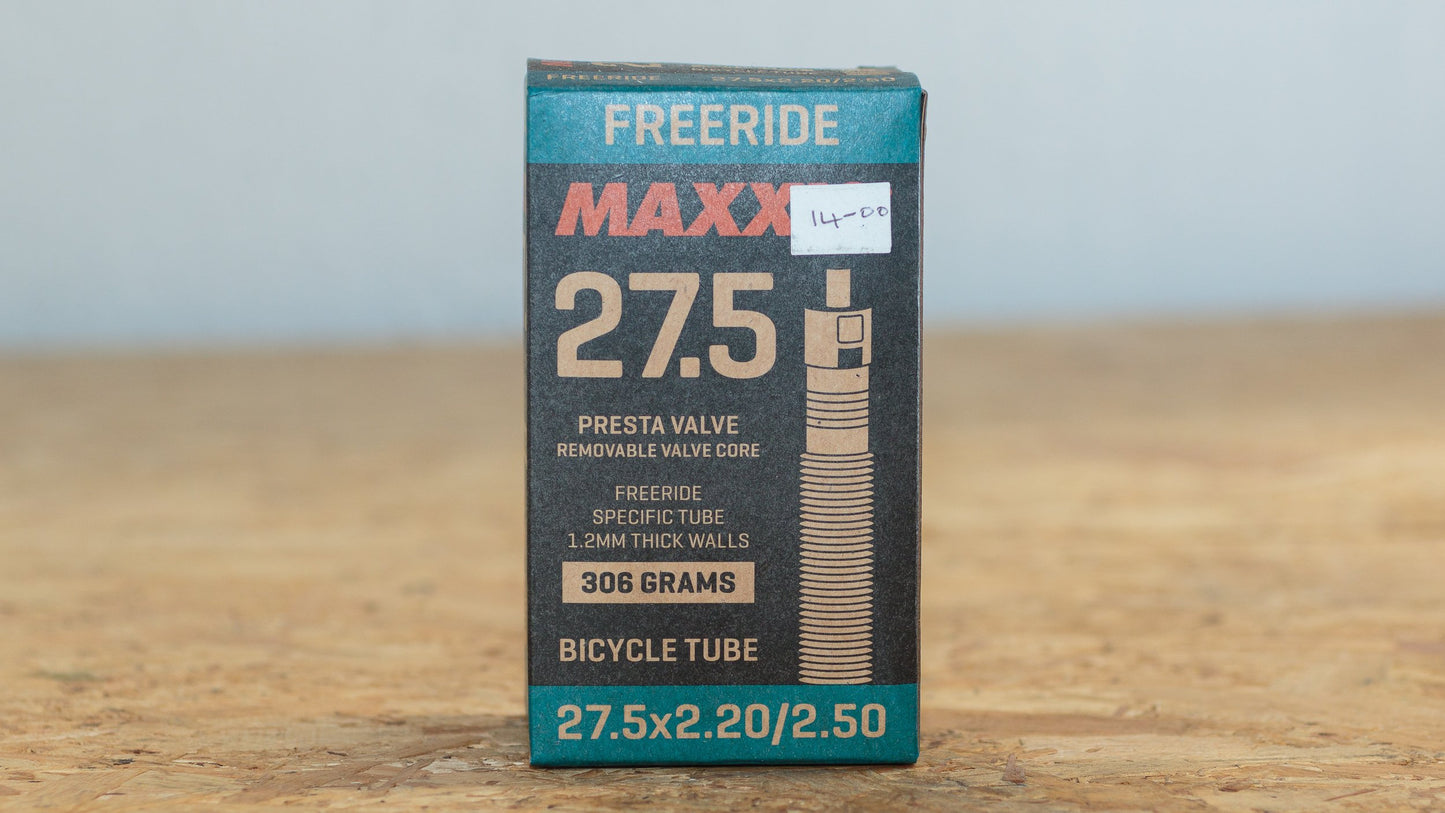 FREERIDE 27.5x2.20/2.50
FREERIDE
MAXX
14-00
27.5
PRESTA VALVE
REMOVABLE VALVE CORE
FREERIDE
SPECIFIC TUBE
1.2MM THICK WALLS
306 GRAMS
BICYCLE TUBE
27.5x2.20/2.50